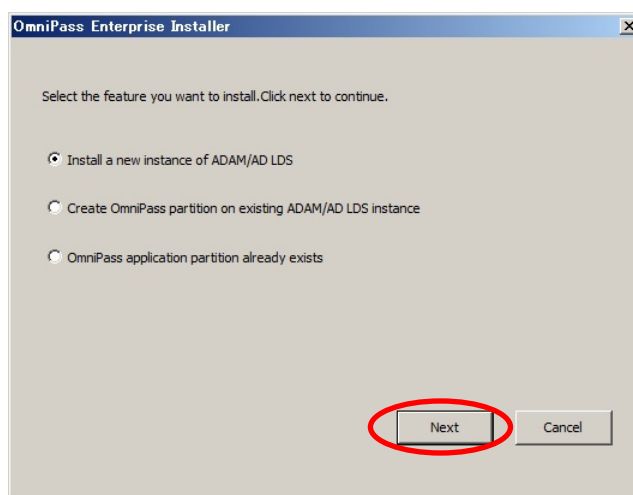 OmniPass Enterprise Installer
Select the feature you want to install.Click next to continue.
Install a new instance of ADAM/AD LDS
Create OmniPass partition on existing ADAM/AD LDS instance
OmniPass application partition already exists
Next
Cancel